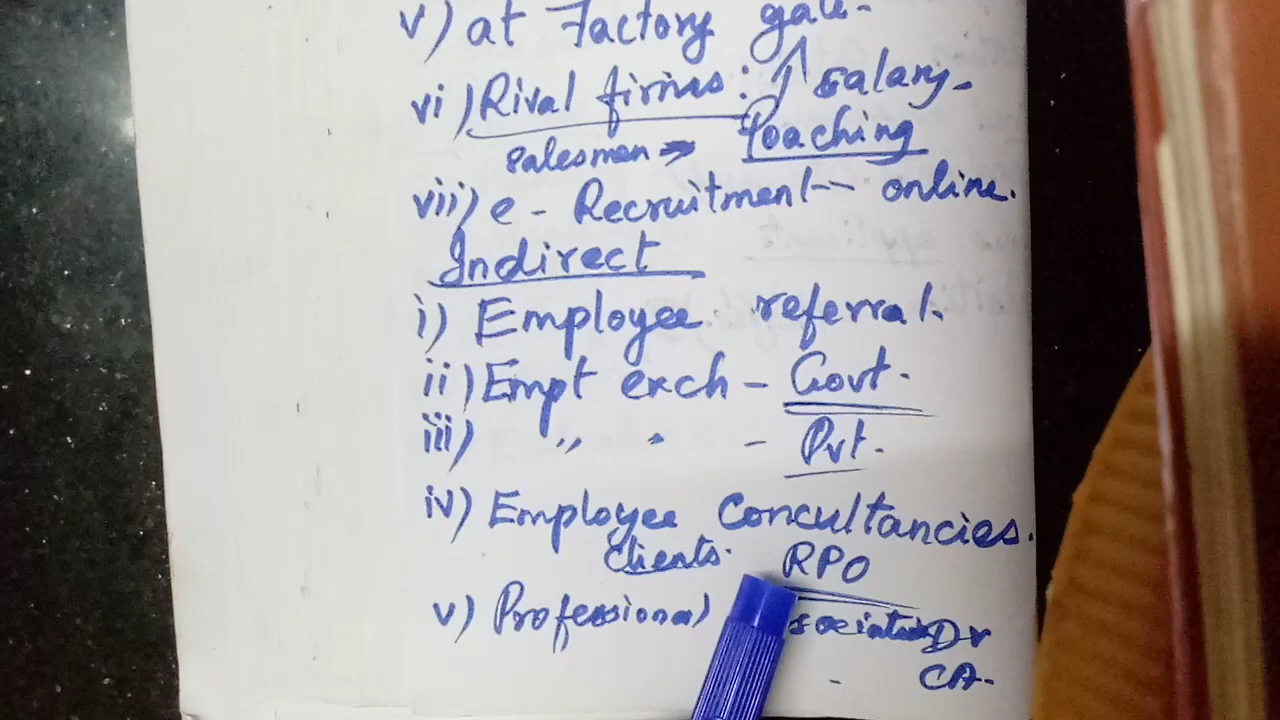 v) at Factory gate.
vi) Rival firms : ↑ salary.
salesmen ⇒ Poaching
vii) e - Recruitment -- online.
Indirect
i) Employee referral.
ii) Empt exch - Govt.
iii) " " - Pvt.
iv) Employee Concultancies.
Clients. RPO
v) Professional Dr
- CA.